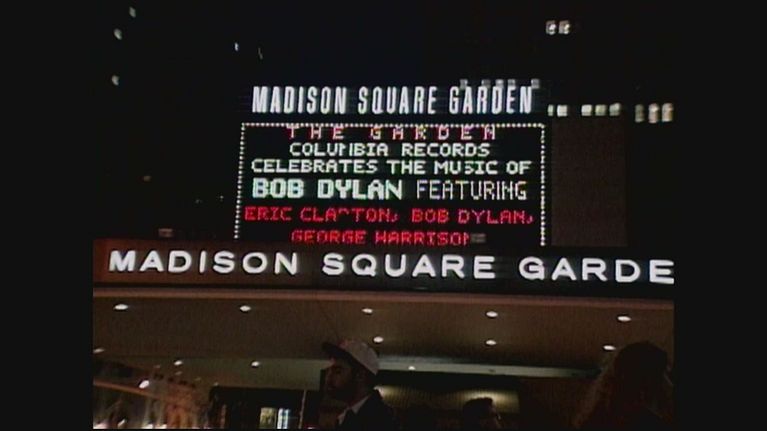 MADISON SQUARE GARDEN
THE GARDEN
COLUMBIA RECORDS
CELEBRATES THE MUSIC OF
BOB DYLAN FEATURING
ERIC CLAPTON, BOB DYLAN,
GEORGE HARRISON
MADISON SQUARE GARDE